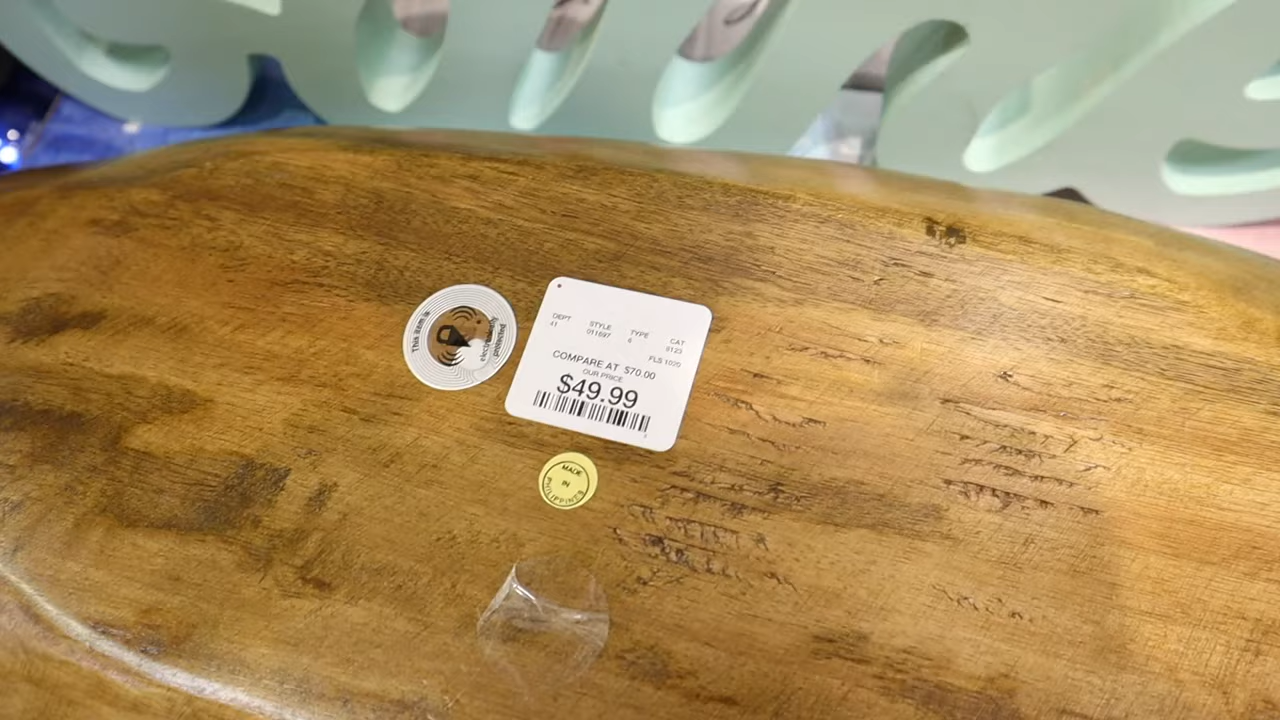 This item is
electronically
protected
DEPT STYLE TYPE CAT
41 011697 6 9123
FLS 1020
COMPARE AT $70.00
OUR PRICE
$49.99
MADE
IN
PHILIPPINES